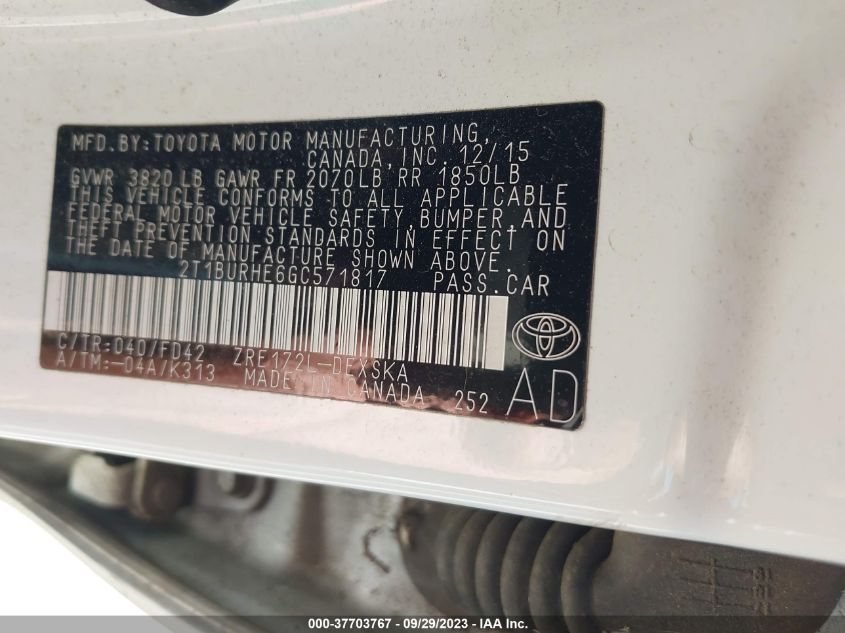 MFD.BY:TOYOTA MOTOR MANUFACTURING,
CANADA,INC. 12/15
GVWR 3820 LB GAWR FR 2070LB RR 1850LB
THIS VEHICLE CONFORMS TO ALL APPLICABLE
FEDERAL MOTOR VEHICLE SAFETY,BUMPER,AND
THEFT PREVENTION STANDARDS IN EFFECT ON
THE DATE OF MANUFACTURE SHOWN ABOVE.
2T1BURHE6GC571817 PASS.CAR
C/TR:040/FD42 ZRE172L-DEXSKA
A/TM:-04A/K313 MADE IN CANADA 252
AD
000-37703767 - 09/29/2023 - IAA Inc.